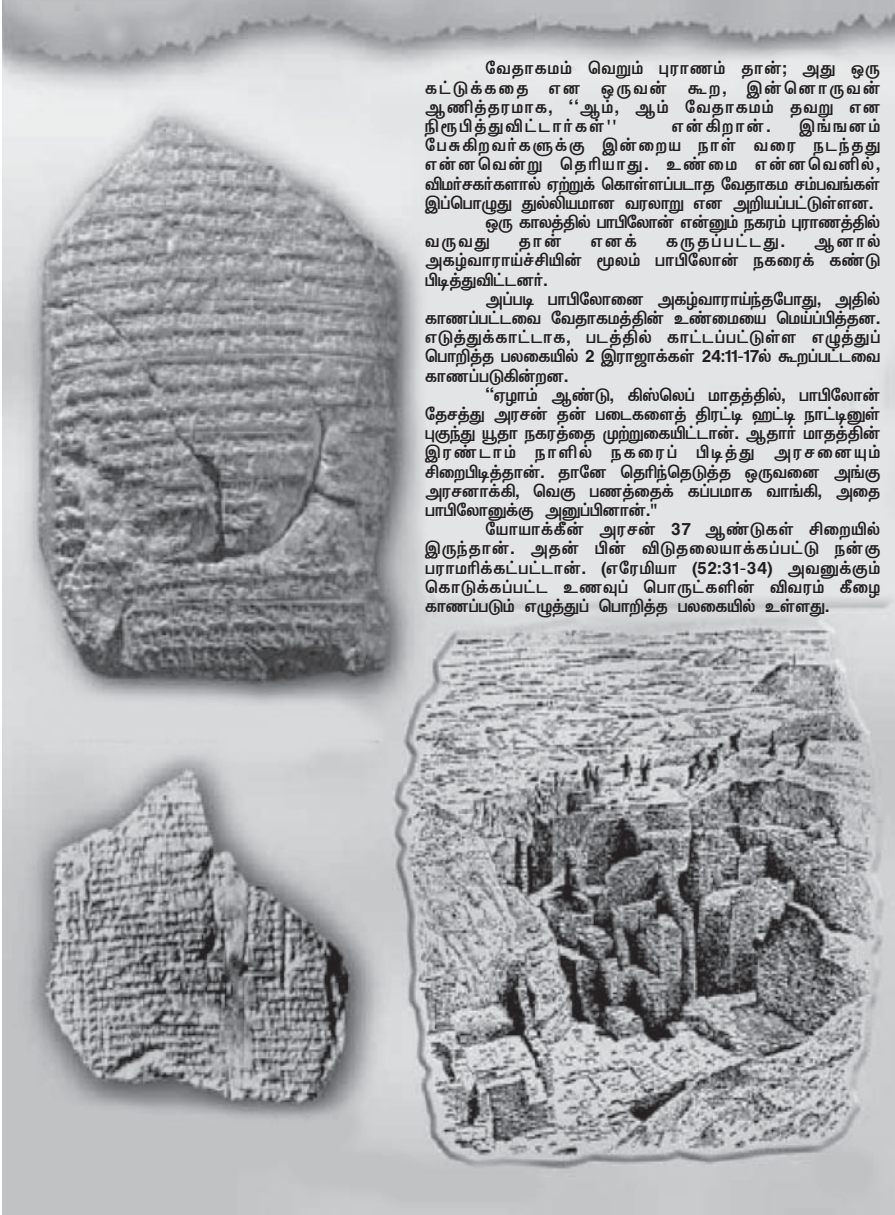 வேதாகமம் வெறும் புராணம் தான்; அது ஒரு
கட்டுக்கதை என ஒருவன் கூற, இன்னொருவன்
ஆணித்தரமாக, ‘‘ஆம், ஆம் வேதாகமம் தவறு என
நிரூபித்துவிட்டார்கள்'' என்கிறான். இங்ஙனம்
பேசுகிறவர்களுக்கு இன்றைய நாள் வரை நடந்தது
என்னவென்று தெரியாது. உண்மை என்னவெனில்,
விமர்சகர்களால் ஏற்றுக் கொள்ளப்படாத வேதாகம சம்பவங்கள்
இப்பொழுது துல்லியமான வரலாறு என அறியப்பட்டுள்ளன.
ஒரு காலத்தில் பாபிலோன் என்னும் நகரம் புராணத்தில்
வருவது தான் எனக் கருதப்பட்டது. ஆனால்
அகழ்வாராய்ச்சியின் மூலம் பாபிலோன் நகரைக் கண்டு
பிடித்துவிட்டனர்.
அப்படி பாபிலோனை அகழ்வாராய்ந்தபோது, அதில்
காணப்பட்டவை வேதாகமத்தின் உண்மையை மெய்ப்பித்தன.
எடுத்துக்காட்டாக, படத்தில் காட்டப்பட்டுள்ள எழுத்துப்
பொறித்த பலகையில் 2 இராஜாக்கள் 24:11-17ல் கூறப்பட்டவை
காணப்படுகின்றன.
“ஏழாம் ஆண்டு, கிஸ்லெப் மாதத்தில், பாபிலோன்
தேசத்து அரசன் தன் படைகளைத் திரட்டி ஹட்டி நாட்டினுள்
புகுந்து யூதா நகரத்தை முற்றுகையிட்டான். ஆதார் மாதத்தின்
இரண்டாம் நாளில் நகரைப் பிடித்து அரசனையும்
சிறைபிடித்தான். தானே தெரிந்தெடுத்த ஒருவனை அங்கு
அரசனாக்கி, வெகு பணத்தைக் கப்பமாக வாங்கி, அதை
பாபிலோனுக்கு அனுப்பினான்."
யோயாக்கீன் அரசன் 37 ஆண்டுகள் சிறையில்
இருந்தான். அதன் பின் விடுதலையாக்கப்பட்டு நன்கு
பராமரிக்கட்பட்டான். (எரேமியா (52:31-34) அவனுக்கும்
கொடுக்கப்பட்ட உணவுப் பொருட்களின் விவரம் கீழை
காணப்படும் எழுத்துப் பொறித்த பலகையில் உள்ளது.